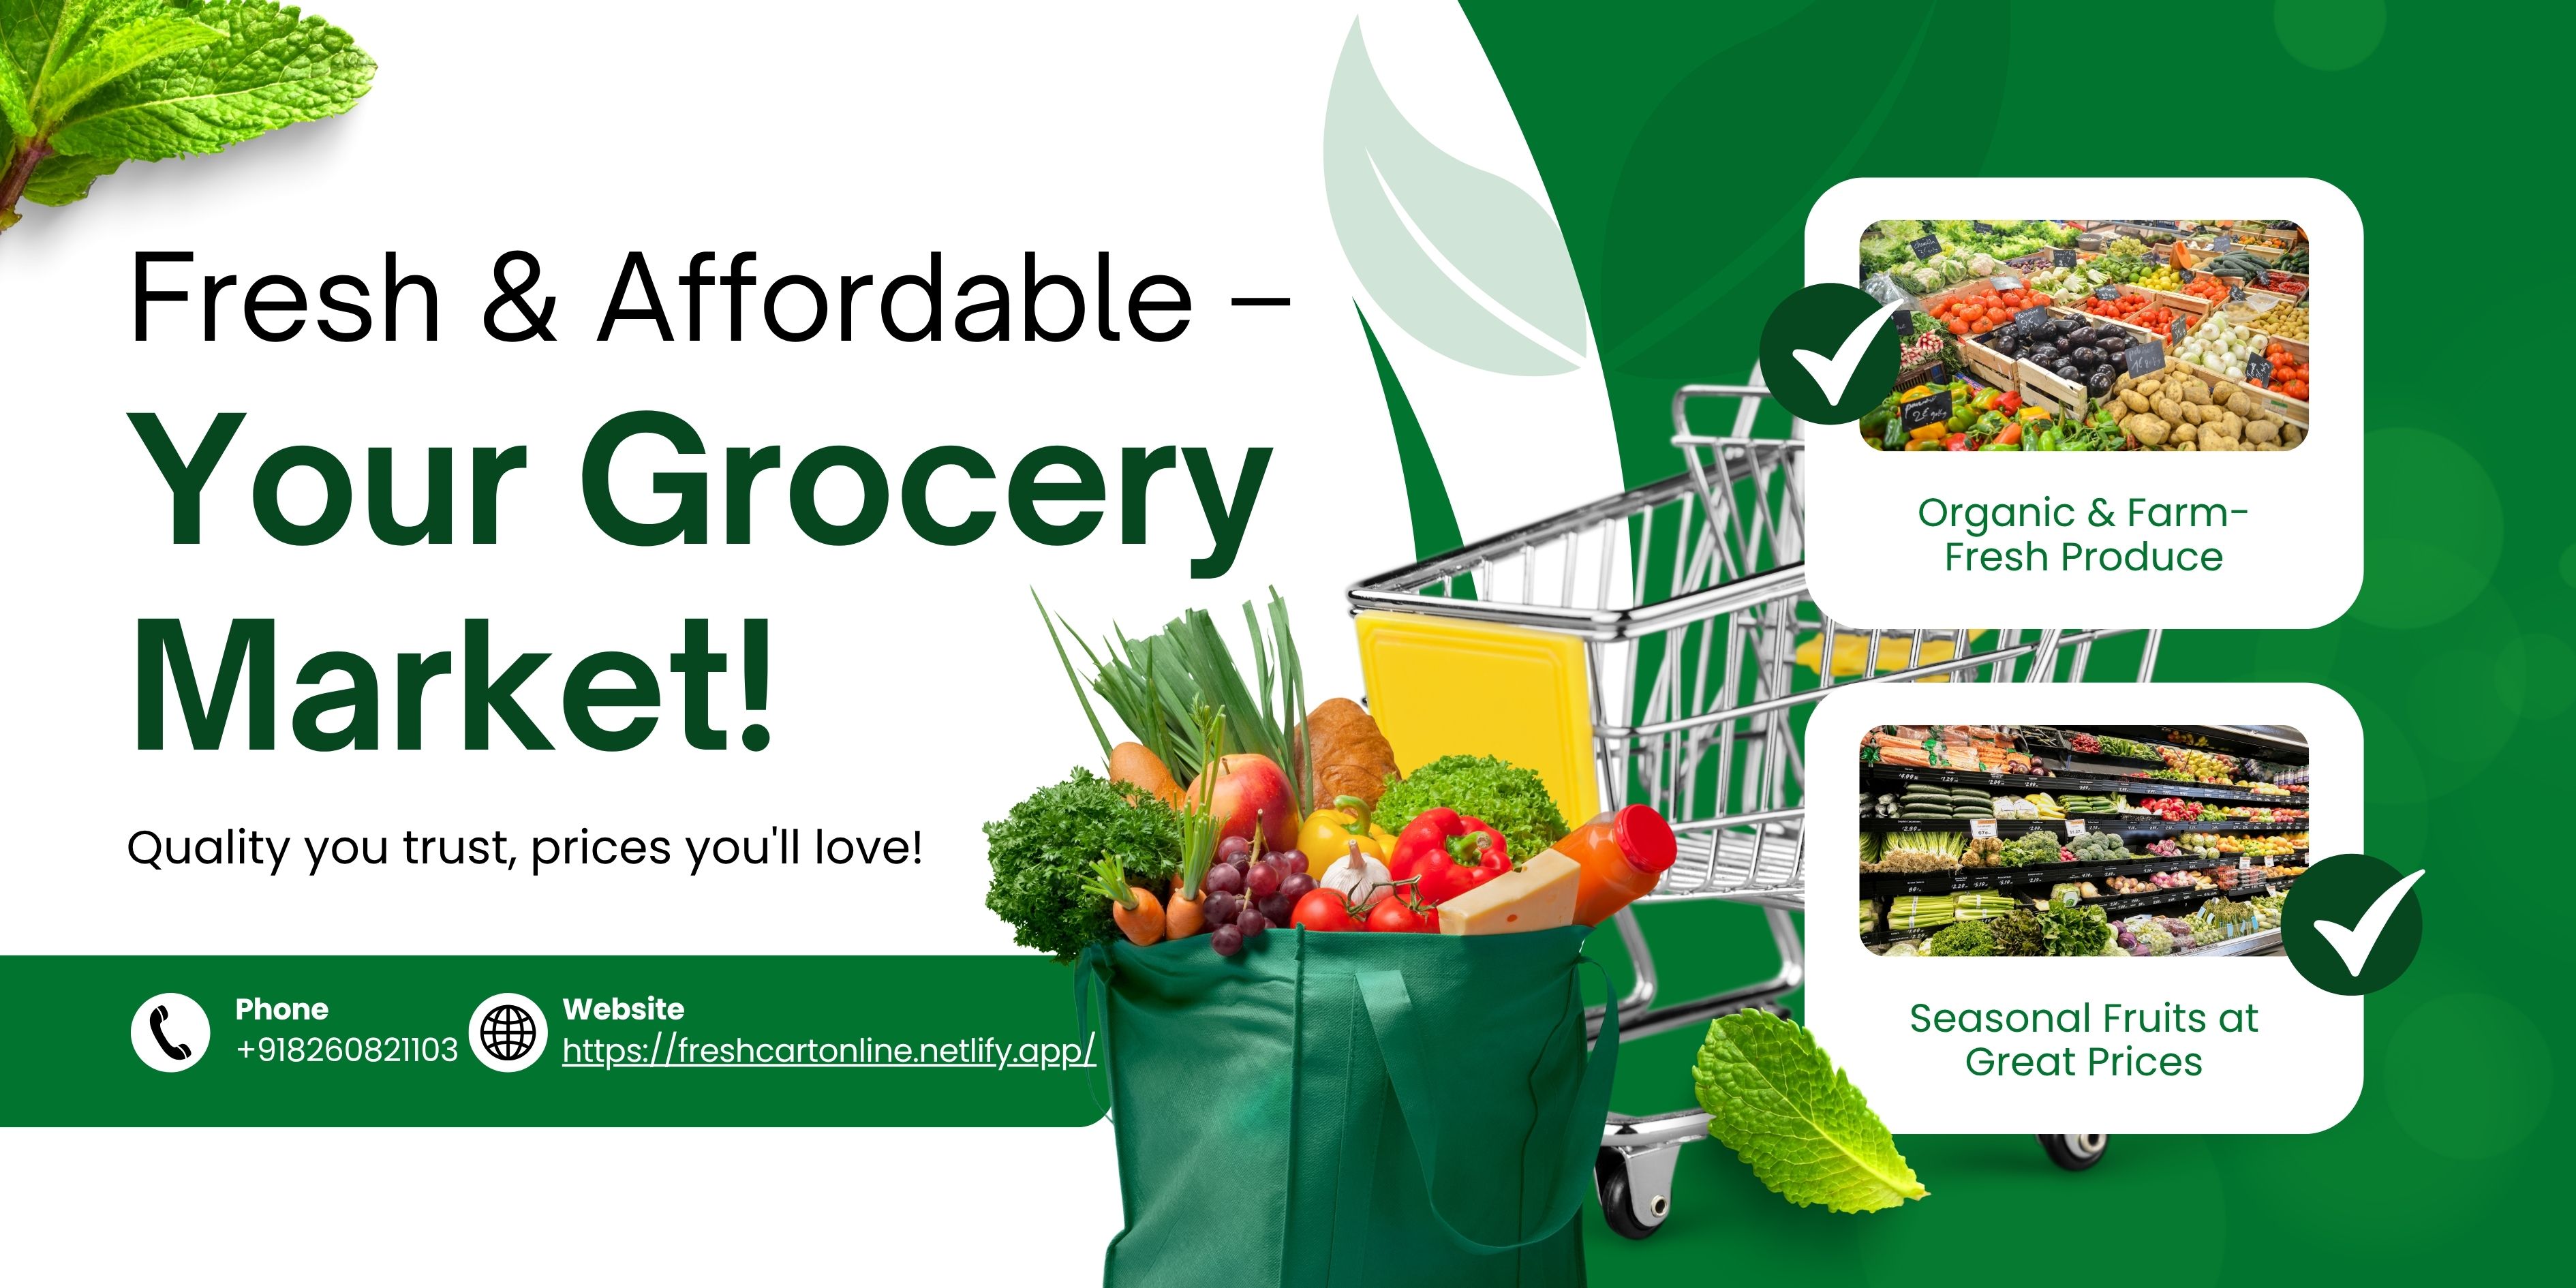 Fresh & Affordable –
Your Grocery
Market!
Quality you trust, prices you'll love!
Phone
+918260821103
Website
https://freshcartonline.netlify.app/
Organic & Farm-
Fresh Produce
Seasonal Fruits at
Great Prices